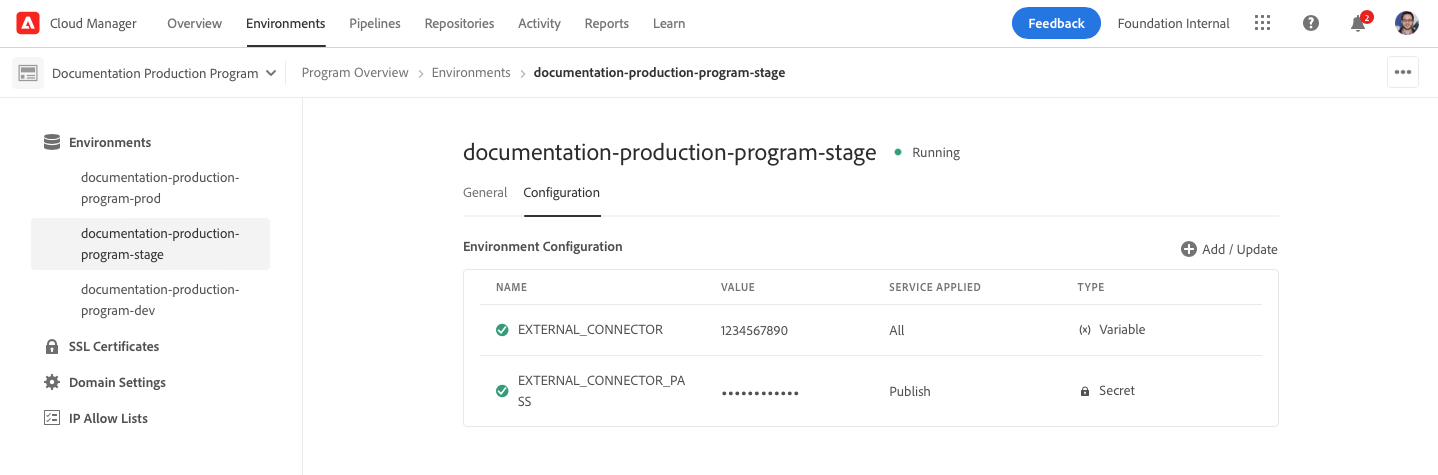 Cloud Manager Overview Environments Pipelines Repositories Activity Reports Learn Feedback Foundation Internal 2
Documentation Production Program Program Overview Environments documentation-production-program-stage
Environments
documentation-production-
program-prod
documentation-production-
program-stage
documentation-production-
program-dev
SSL Certificates
Domain Settings
IP Allow Lists
documentation-production-program-stage Running
General Configuration
Environment Configuration Add / Update
NAME VALUE SERVICE APPLIED TYPE
EXTERNAL_CONNECTOR 1234567890 All (x) Variable
EXTERNAL_CONNECTOR_PA
SS •••••••••••• Publish Secret